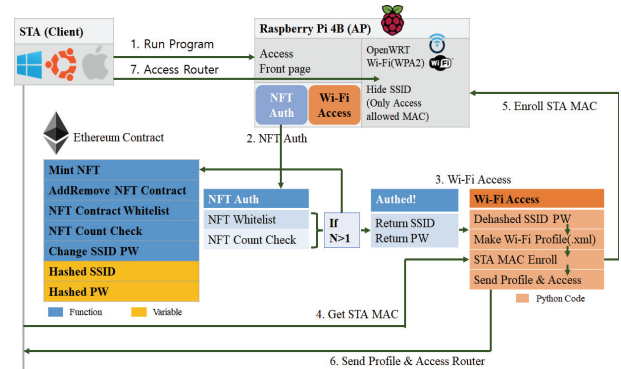 STA (Client)
1. Run Program
7. Access Router
Raspberry Pi 4B (AP)
Access
Front page
OpenWRT
Wi-Fi(WPA2)
Wi Fi
Hide SSID
(Only Access
allowed MAC)
NFT
Auth
Wi-Fi
Access
5. Enroll STA MAC
2. NFT Auth
Ethereum Contract
Mint NFT
AddRemove NFT Contract
NFT Contract Whitelist
NFT Count Check
Change SSID PW
Hashed SSID
Hashed PW
Function
Variable
NFT Auth
NFT Whitelist
NFT Count Check
If
N>1
Authed!
Return SSID
Return PW
3. Wi-Fi Access
Wi-Fi Access
Dehashed SSID PW
Make Wi-Fi Profile(.xml)
STA MAC Enroll
Send Profile & Access
Python Code
4. Get STA MAC
6. Send Profile & Access Router